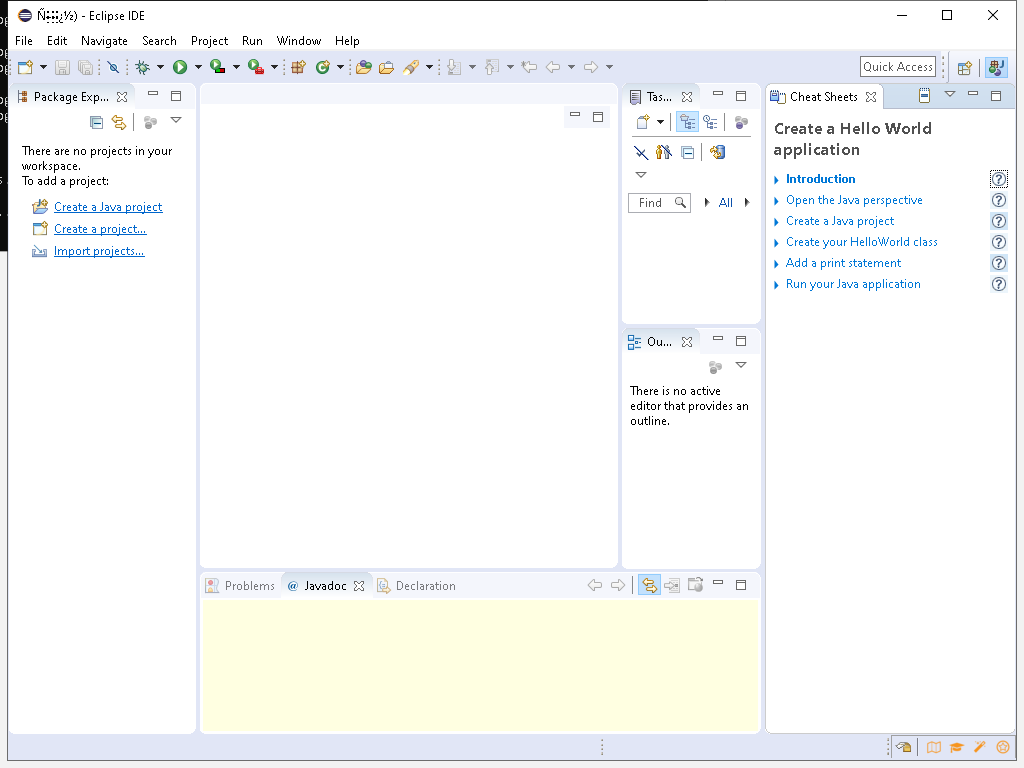 - Eclipse IDE
File Edit Navigate Search Project Run Window Help
Quick Access
Package Exp...
There are no projects in your
workspace.
To add a project:
Create a Java project
Create a project...
Import projects...
Tas...
Find
All
Ou...
There is no active
editor that provides an
outline.
Problems @ Javadoc Declaration
Cheat Sheets
Create a Hello World
application
Introduction
Open the Java perspective
Create a Java project
Create your HelloWorld class
Add a print statement
Run your Java application